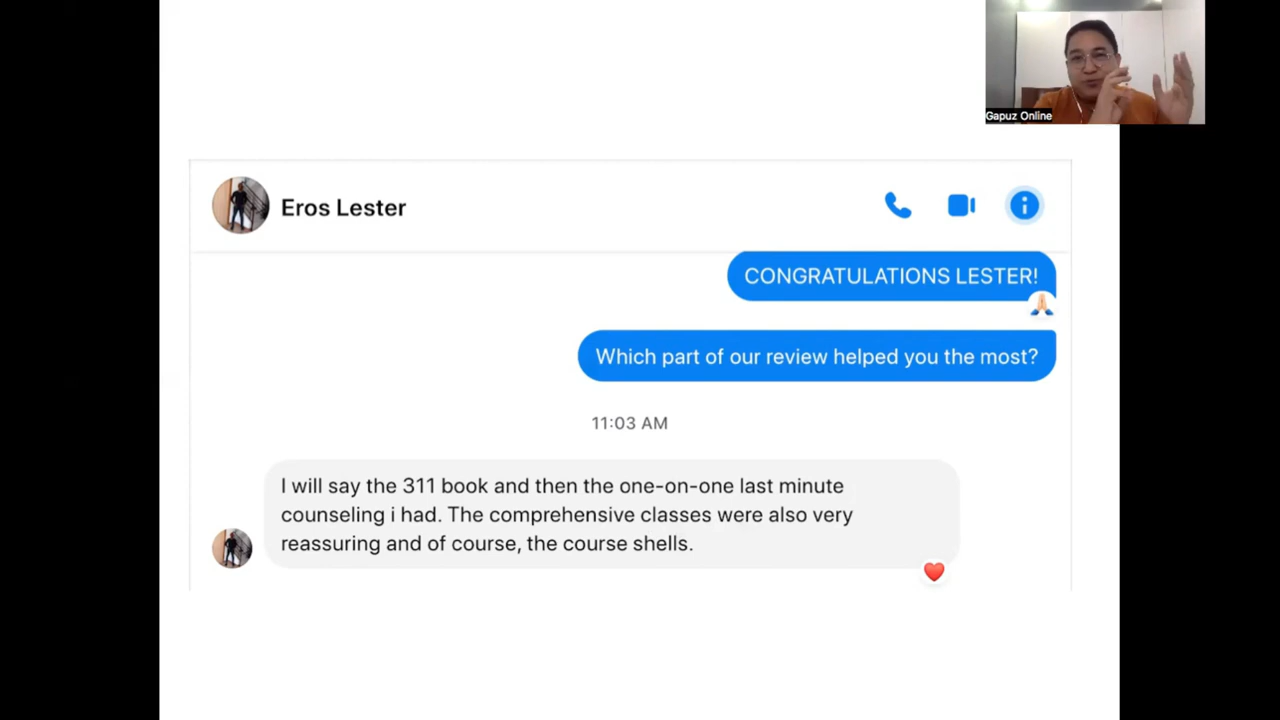 Gapuz Online
Eros Lester
CONGRATULATIONS LESTER!
Which part of our review helped you the most?
11:03 AM
I will say the 311 book and then the one-on-one last minute
counseling i had. The comprehensive classes were also very
reassuring and of course, the course shells.